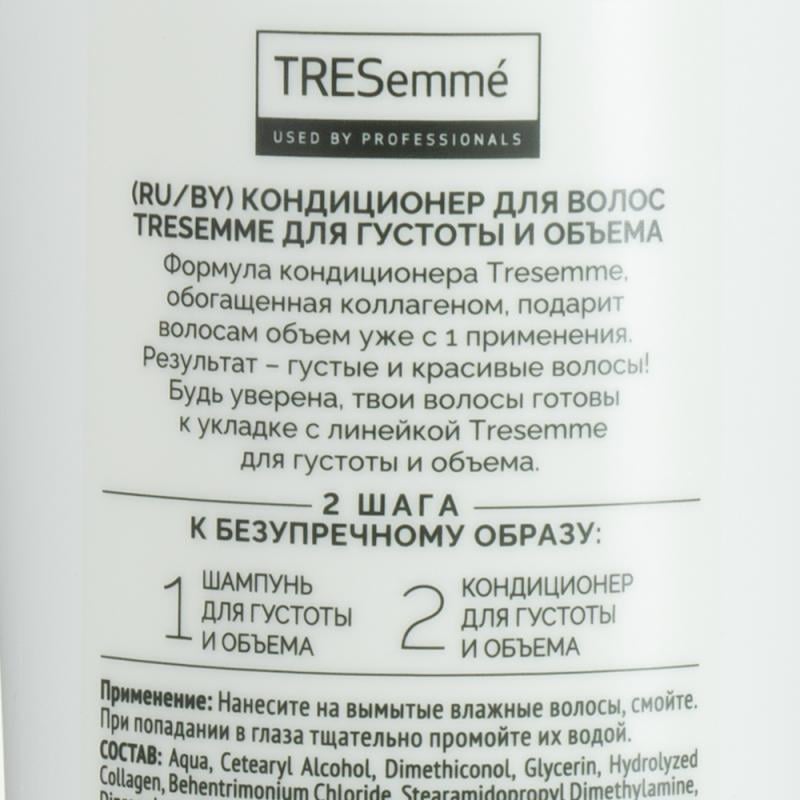 TRESemmé
USED BY PROFESSIONALS
(RU/BY) КОНДИЦИОНЕР ДЛЯ ВОЛОС
TRESEMME ДЛЯ ГУСТОТЫ И ОБЪЕМА
Формула кондиционера Tresemme,
обогащенная коллагеном, подарит
волосам объем уже с 1 применения.
Результат – густые и красивые волосы!
Будь уверена, твои волосы готовы
к укладке с линейкой Tresemme
для густоты и объема.
2 ШАГА
К БЕЗУПРЕЧНОМУ ОБРАЗУ:
1 ШАМПУНЬ
ДЛЯ ГУСТОТЫ
И ОБЪЕМА
2 КОНДИЦИОНЕР
ДЛЯ ГУСТОТЫ
И ОБЪЕМА
Применение: Нанесите на вымытые влажные волосы, смойте.
При попадании в глаза тщательно промойте их водой.
СОСТАВ: Aqua, Cetearyl Alcohol, Dimethiconol, Glycerin, Hydrolyzed
Collagen, Behentrimonium Chloride, Stearamidopropyl Dimethylamine,